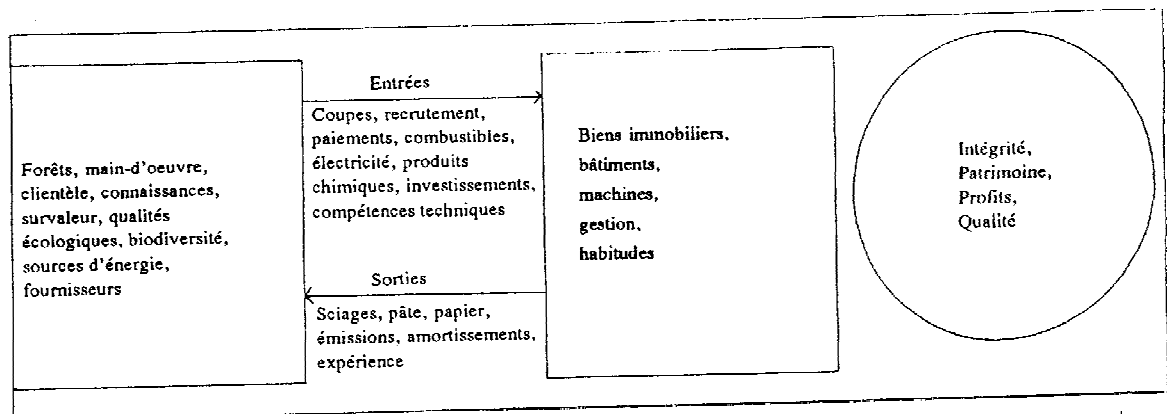 Forêts, main-d'oeuvre,
clientèle, connaissances,
survaleur, qualités
écologiques, biodiversité,
sources d'énergie,
fournisseurs
Entrées
Coupes, recrutement,
paiements, combustibles,
électricité, produits
chimiques, investissements,
compétences techniques
Sorties
Sciages, pâte, papier,
émissions, amortissements,
expérience
Biens immobiliers,
bâtiments,
machines,
gestion,
habitudes
Intégrité,
Patrimoine,
Profits,
Qualité